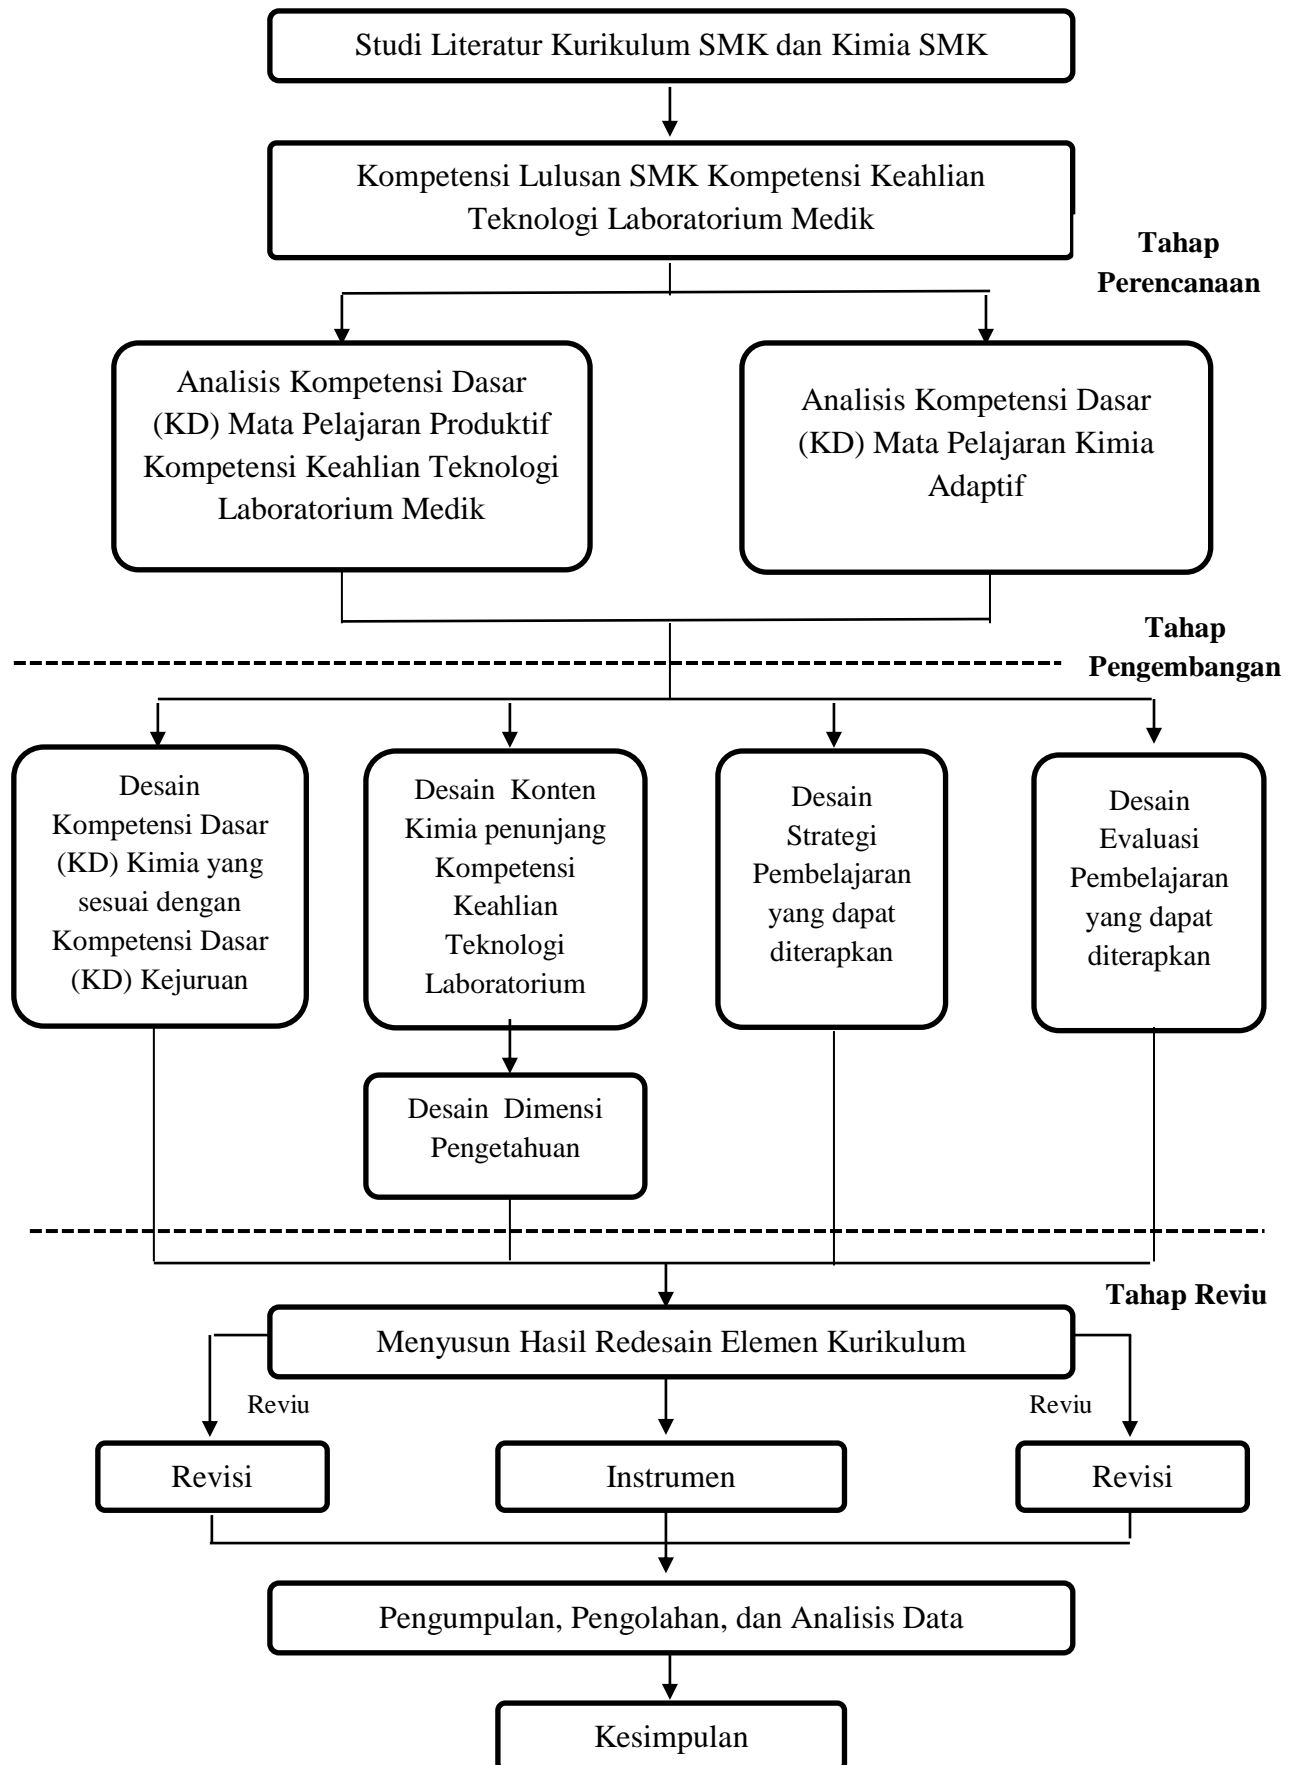 Studi Literatur Kurikulum SMK dan Kimia SMK
Kompetensi Lulusan SMK Kompetensi Keahlian
Teknologi Laboratorium Medik
Tahap
Perencanaan
Analisis Kompetensi Dasar
(KD) Mata Pelajaran Produktif
Kompetensi Keahlian Teknologi
Laboratorium Medik
Analisis Kompetensi Dasar
(KD) Mata Pelajaran Kimia
Adaptif
Tahap
Pengembangan
Desain
Kompetensi Dasar
(KD) Kimia yang
sesuai dengan
Kompetensi Dasar
(KD) Kejuruan
Desain Konten
Kimia penunjang
Kompetensi
Keahlian
Teknologi
Laboratorium
Desain
Strategi
Pembelajaran
yang dapat
diterapkan
Desain
Evaluasi
Pembelajaran
yang dapat
diterapkan
Desain Dimensi
Pengetahuan
Tahap Reviu
Menyusun Hasil Redesain Elemen Kurikulum
Reviu
Reviu
Revisi
Instrumen
Revisi
Pengumpulan, Pengolahan, dan Analisis Data
Kesimpulan